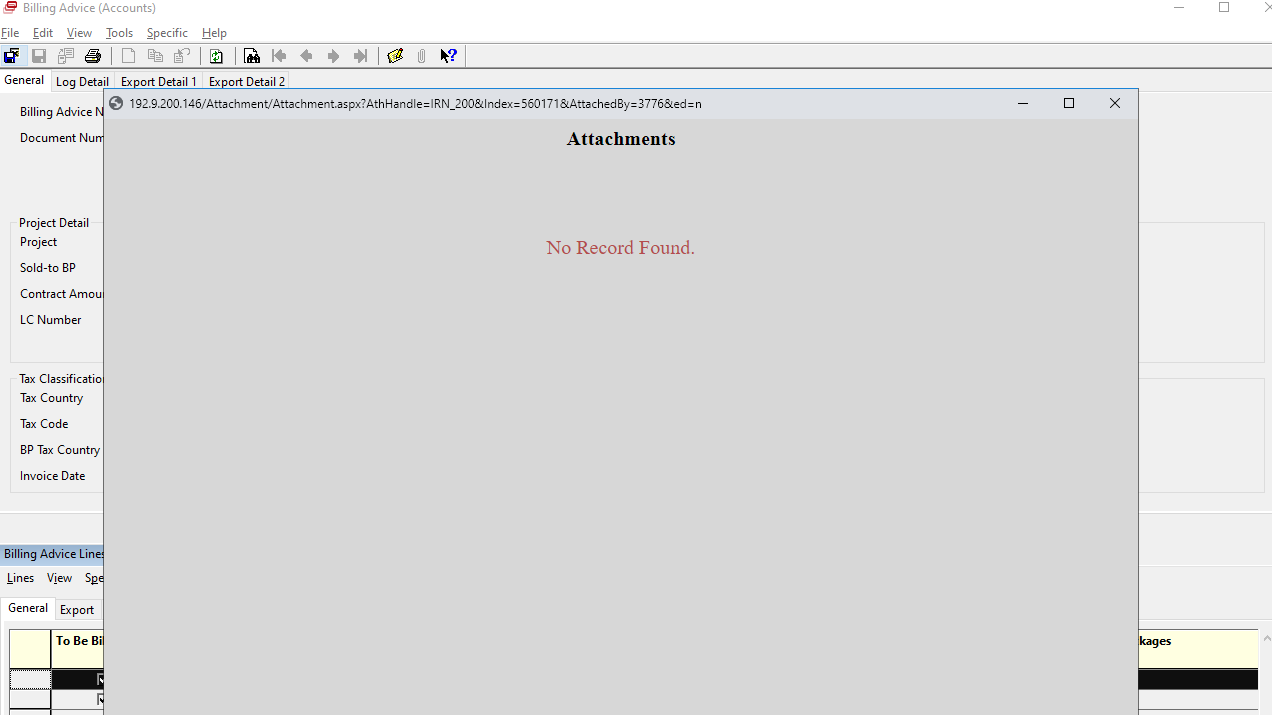 Billing Advice (Accounts)
File Edit View Tools Specific Help
General Log Detail Export Detail 1 Export Detail 2
192.9.200.146/Attachment/Attachment.aspx?AthHandle=IRN_200&Index=560171&AttachedBy=3776&ed=n
Attachments
No Record Found.
Billing Advice N
Document Num
Project Detail
Project
Sold-to BP
Contract Amou
LC Number
Tax Classification
Tax Country
Tax Code
BP Tax Country
Invoice Date
Billing Advice Lines
Lines View Spe
General Export
To Be Bil kages